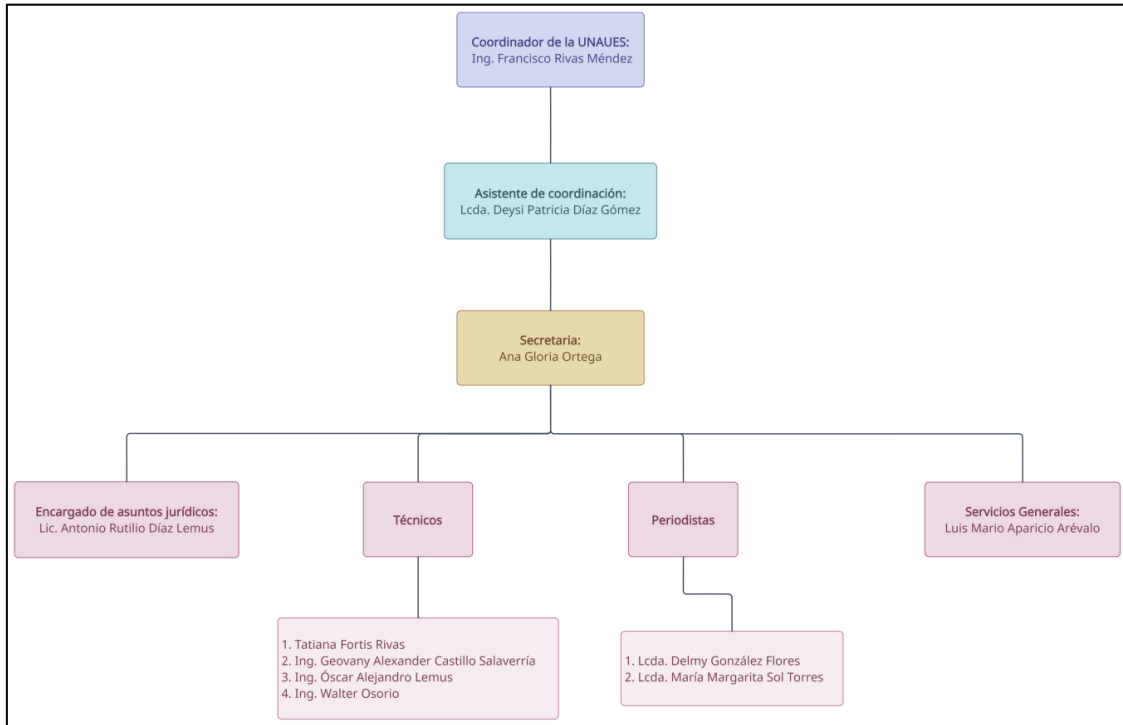 Coordinador de la UNAUES:
Ing. Francisco Rivas Méndez
Asistente de coordinación:
Lcda. Deysi Patricia Díaz Gómez
Secretaria:
Ana Gloria Ortega
Encargado de asuntos jurídicos:
Lic. Antonio Rutilio Díaz Lemus
Técnicos
Periodistas
Servicios Generales:
Luis Mario Aparicio Arévalo
1. Tatiana Fortis Rivas
2. Ing. Geovany Alexander Castillo Salaverría
3. Ing. Óscar Alejandro Lemus
4. Ing. Walter Osorio
1. Lcda. Delmy González Flores
2. Lcda. María Margarita Sol Torres